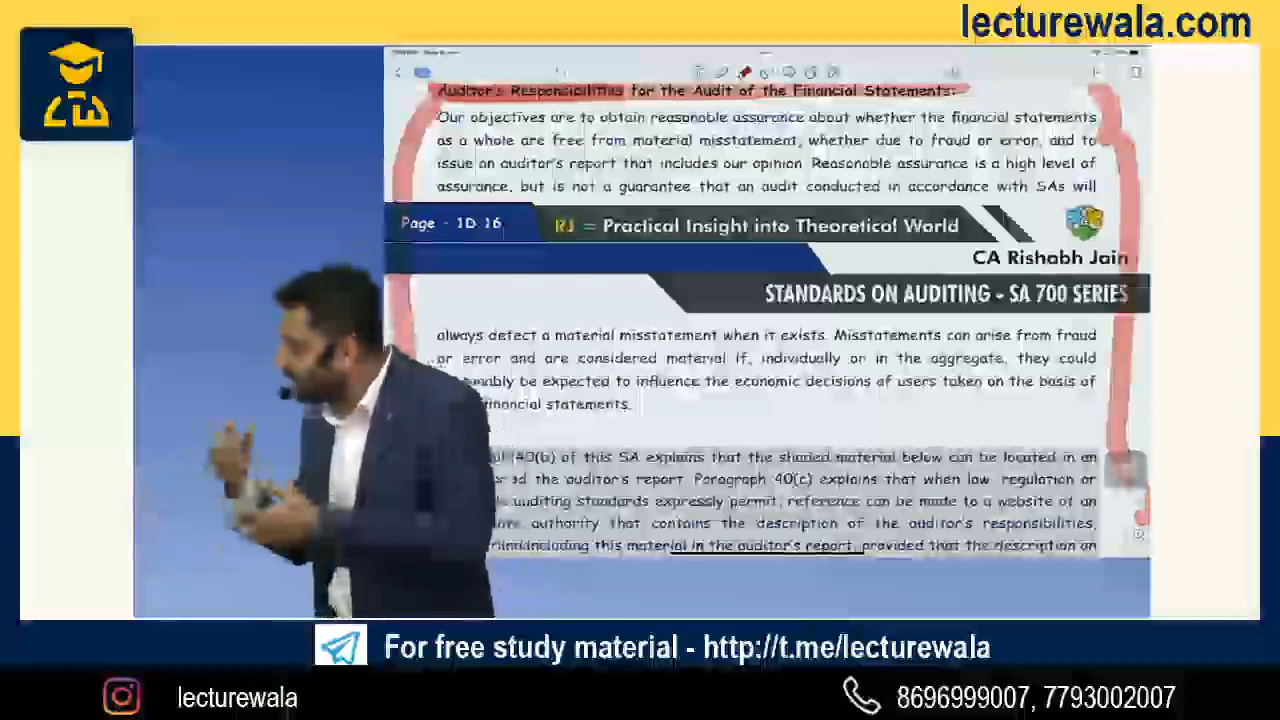 lecturewala.com
Auditor's Responsibilities for the Audit of the Financial Statements:
Our objectives are to obtain reasonable assurance about whether the financial statements
as a whole are free from material misstatement, whether due to fraud or error, and to
issue an auditor's report that includes our opinion. Reasonable assurance is a high level of
assurance, but is not a guarantee that an audit conducted in accordance with SAs will
Page - 1D.16
RJ = Practical Insight into Theoretical World
CA Rishabh Jain
STANDARDS ON AUDITING - SA 700 SERIES
always detect a material misstatement when it exists. Misstatements can arise from fraud
or error and are considered material if, individually or in the aggregate, they could
be expected to influence the economic decisions of users taken on the basis of
financial statements.
40(b) of this SA explains that the shaded material below can be located in an
the auditor's report. Paragraph 40(c) explains that when law, regulation or
auditing standards expressly permit, reference can be made to a website of an
authority that contains the description of the auditor's responsibilities,
including this material in the auditor's report, provided that the description on
For free study material - http://t.me/lecturewala
lecturewala
8696999007, 7793002007